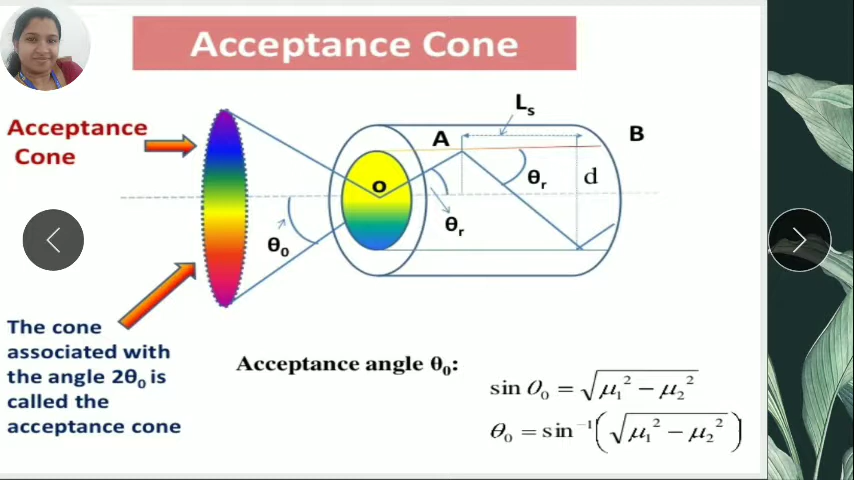 Acceptance Cone
Acceptance
Cone
Ls
A
B
O
θr
d
θr
θ0
The cone
associated with
the angle 2θ0 is
called the
acceptance cone
Acceptance angle θ0:
sin θ0 = √(μ1² − μ2²)
θ0 = sin⁻¹(√(μ1² − μ2²))